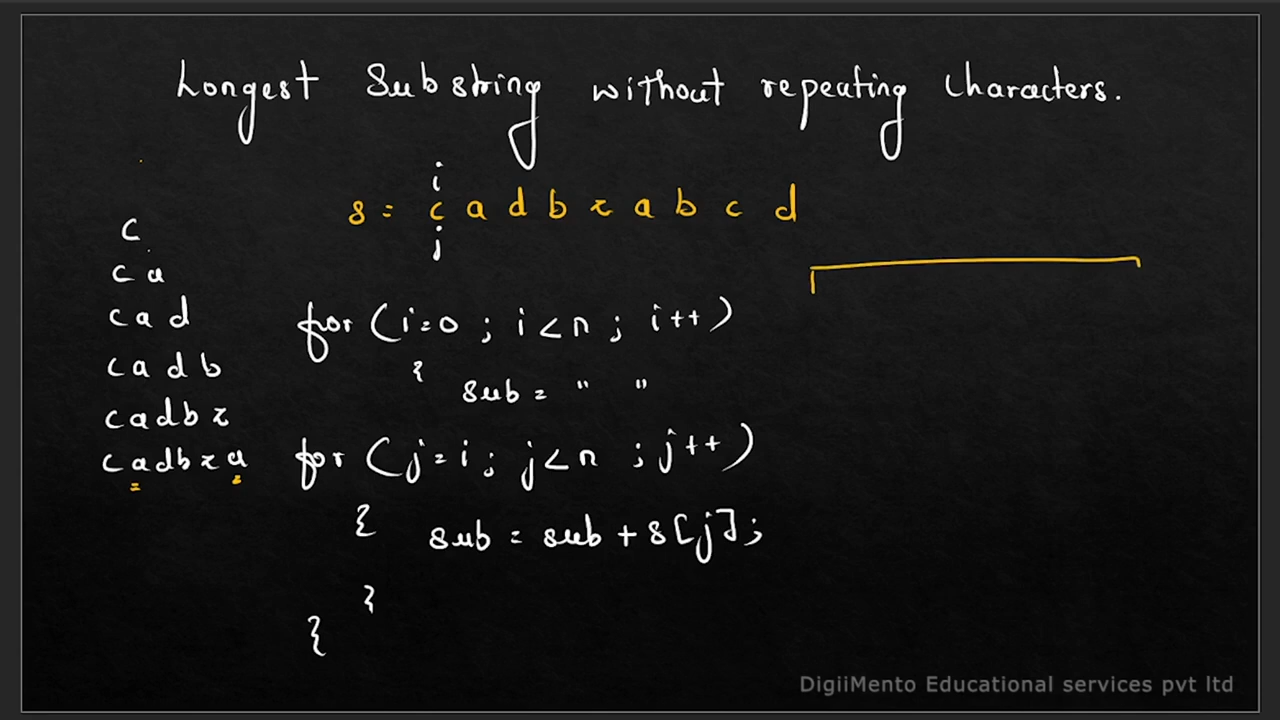 Longest Substring without repeating characters.
i
s = c a d b z a b c d
j
c
c a
c a d
c a d b
c a d b z
c a d b z a
for (i=0 ; i<n ; i++)
{
sub = " "
for (j=i; j<n ; j++)
{
sub = sub + s[j];
}
{
DigiiMento Educational services pvt ltd